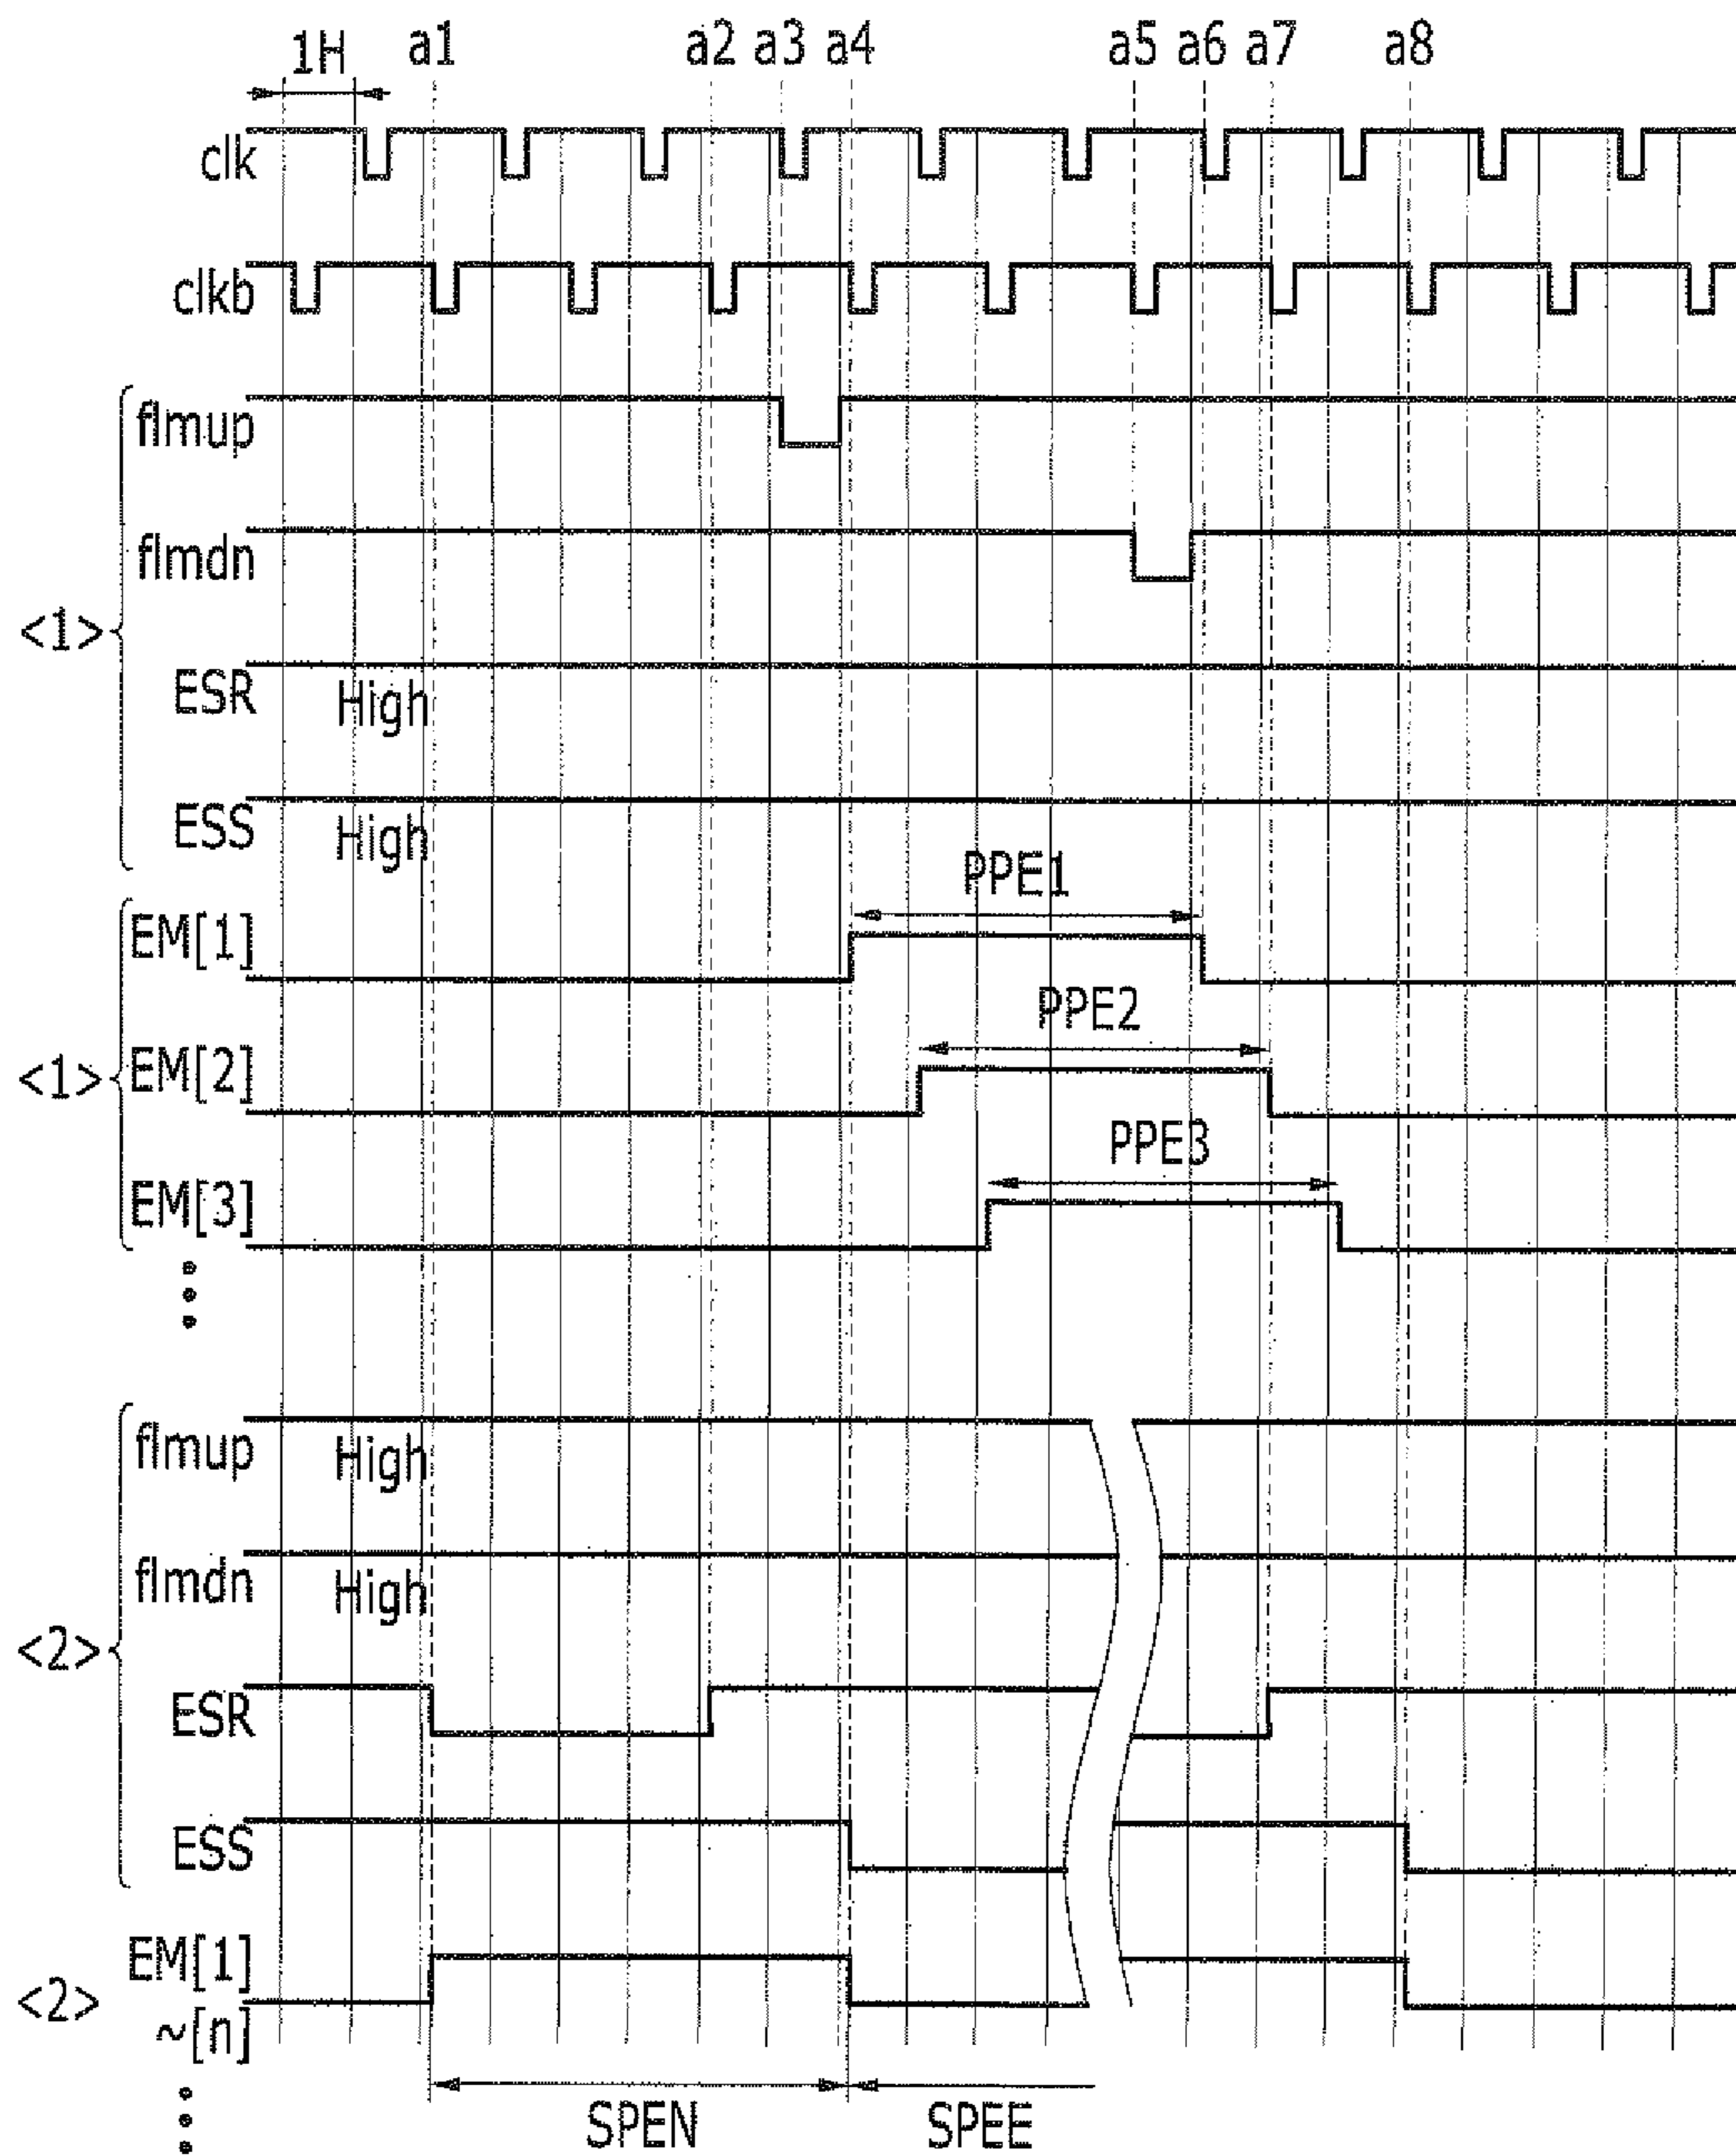 1H a1 a2 a3 a4 a5 a6 a7 a8
clk
clkb
<1>
flmup
flmdn
ESR High
ESS High
<1>
EM[1] PPE1
EM[2] PPE2
EM[3] PPE3
<2>
flmup High
flmdn High
ESR
ESS
<2>
EM[1]
~[n]
SPEN SPEE